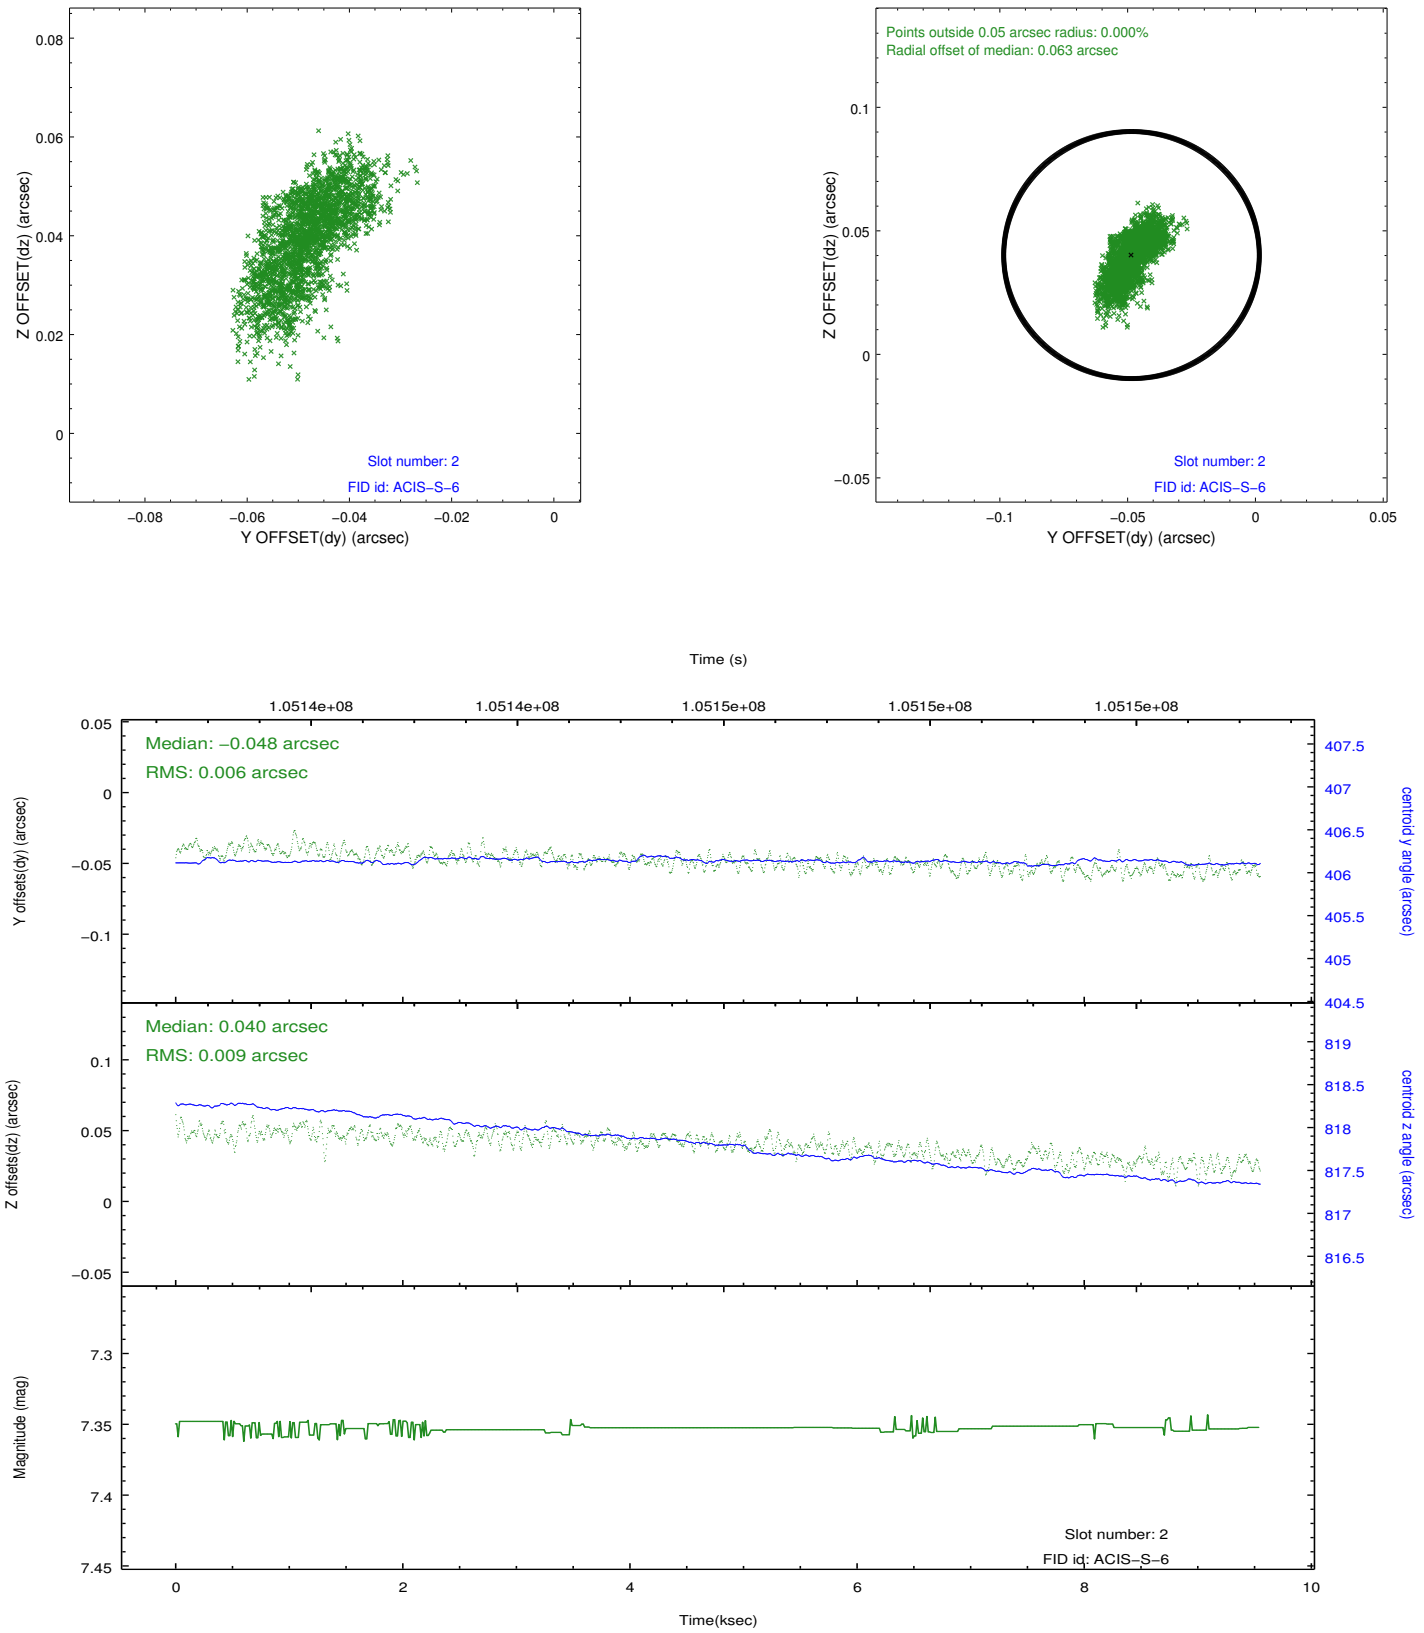 0.08
0.06
0.04
0.02
0
Z OFFSET(dz) (arcsec)
Slot number: 2
FID id: ACIS−S−6
−0.08 −0.06 −0.04 −0.02 0
Y OFFSET(dy) (arcsec)
Points outside 0.05 arcsec radius: 0.000%
Radial offset of median: 0.063 arcsec
0.1
0.05
0
−0.05
Z OFFSET(dz) (arcsec)
Slot number: 2
FID id: ACIS−S−6
−0.1 −0.05 0 0.05
Y OFFSET(dy) (arcsec)
Time (s)
1.0514e+08 1.0514e+08 1.0515e+08 1.0515e+08 1.0515e+08
Median: −0.048 arcsec
RMS: 0.006 arcsec
0.05
0
−0.05
−0.1
Y offsets(dy) (arcsec)
407.5
407
406.5
406
405.5
405
404.5
centroid y angle (arcsec)
Median: 0.040 arcsec
RMS: 0.009 arcsec
0.1
0.05
0
−0.05
Z offsets(dz) (arcsec)
819
818.5
818
817.5
817
816.5
centroid z angle (arcsec)
7.3
7.35
7.4
7.45
Magnitude (mag)
Slot number: 2
FID id: ACIS−S−6
0 2 4 6 8 10
Time(ksec)